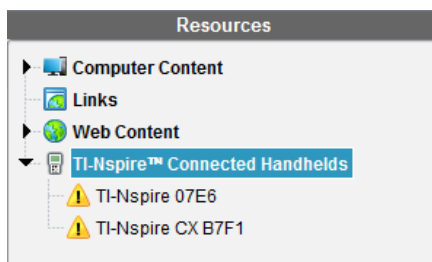 Resources
Computer Content
Links
Web Content
TI-Nspire™ Connected Handhelds
TI-Nspire 07E6
TI-Nspire CX B7F1